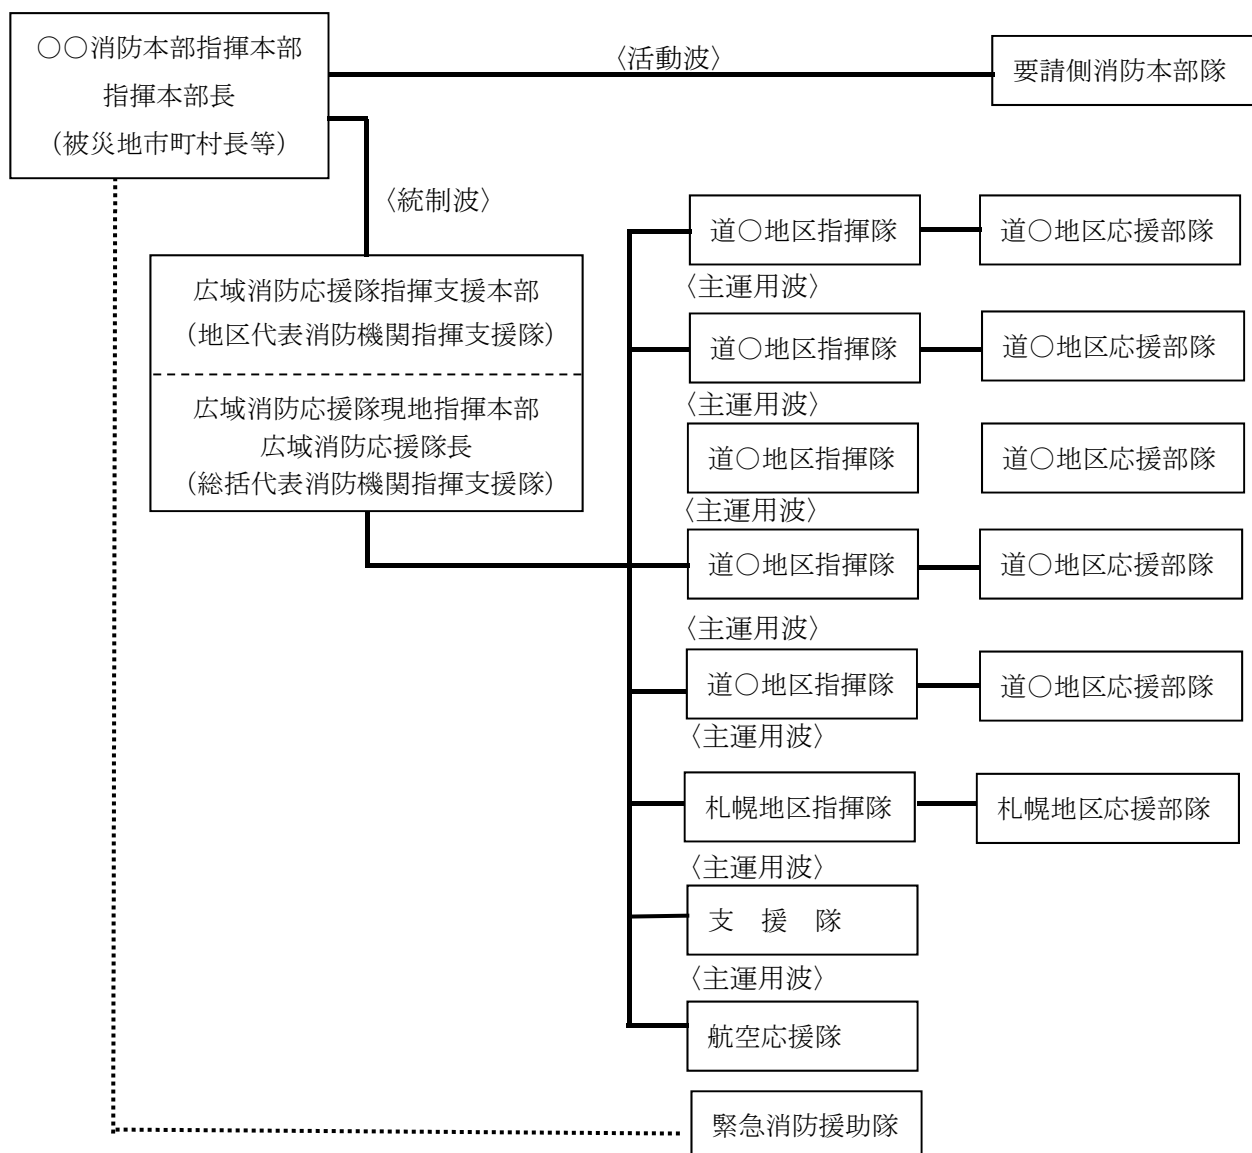 ○○消防本部指揮本部
指揮本部長
（被災地市町村長等）
〈活動波〉
要請側消防本部隊
〈統制波〉
広域消防応援隊指揮支援本部
（地区代表消防機関指揮支援隊）
広域消防応援隊現地指揮本部
広域消防応援隊長
（総括代表消防機関指揮支援隊）
道○地区指揮隊
道○地区応援部隊
〈主運用波〉
道○地区指揮隊
道○地区応援部隊
〈主運用波〉
道○地区指揮隊
道○地区応援部隊
〈主運用波〉
道○地区指揮隊
道○地区応援部隊
〈主運用波〉
道○地区指揮隊
道○地区応援部隊
〈主運用波〉
札幌地区指揮隊
札幌地区応援部隊
〈主運用波〉
支　援　隊
〈主運用波〉
航空応援隊
緊急消防援助隊